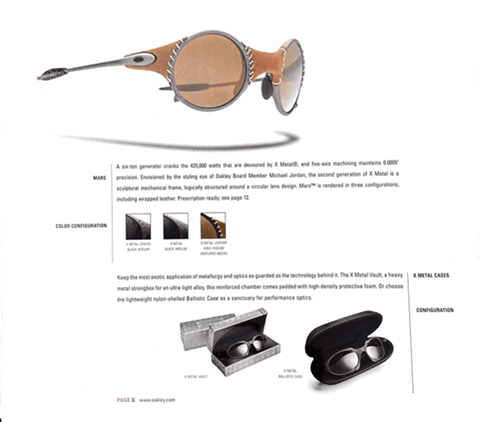 A six-ton generator cranks the 425,000 watts that are devoured by X Metal®, and five-axis machining maintains 0.0005"
MARS
precision. Envisioned by the styling eye of Oakley Board Member Michael Jordan, the second generation of X Metal is a
sculptural mechanical frame, logically structured around a circular lens design. Mars™ is rendered in three configurations,
including wrapped leather. Prescription ready; see page 12.
COLOR CONFIGURATION
X METAL
BLACK IRIDIUM
X METAL LEATHER
GOLD IRIDIUM
(FEATURED ABOVE)
Keep the most exotic application of metallurgy and optics as guarded as the technology behind it. The X Metal Vault, a heavy
metal strongbox for an ultra-light alloy, this reinforced chamber comes padded with high-density protective foam. Or choose
the lightweight nylon-shelled Ballistic Case as a sanctuary for performance optics.
X METAL CASES
CONFIGURATION
X METAL VAULT
X METAL
BALLISTIC CASE
PAGE.6 www.oakley.com